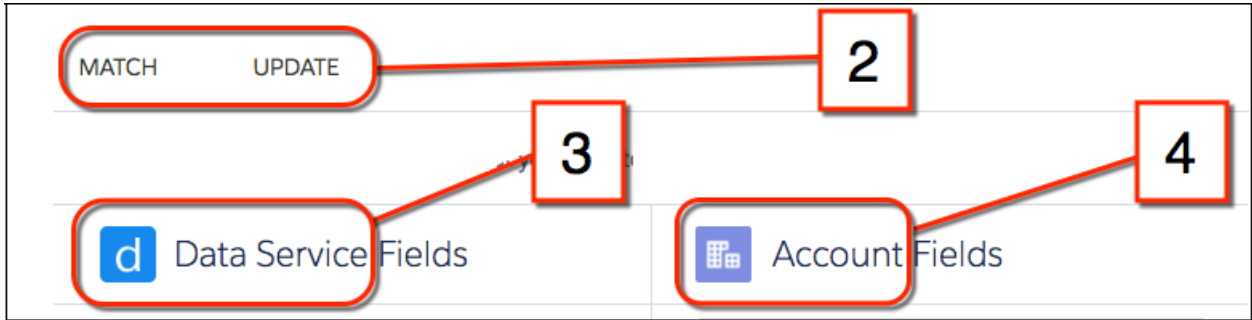 MATCH UPDATE 2
3
4
d Data Service Fields Account Fields